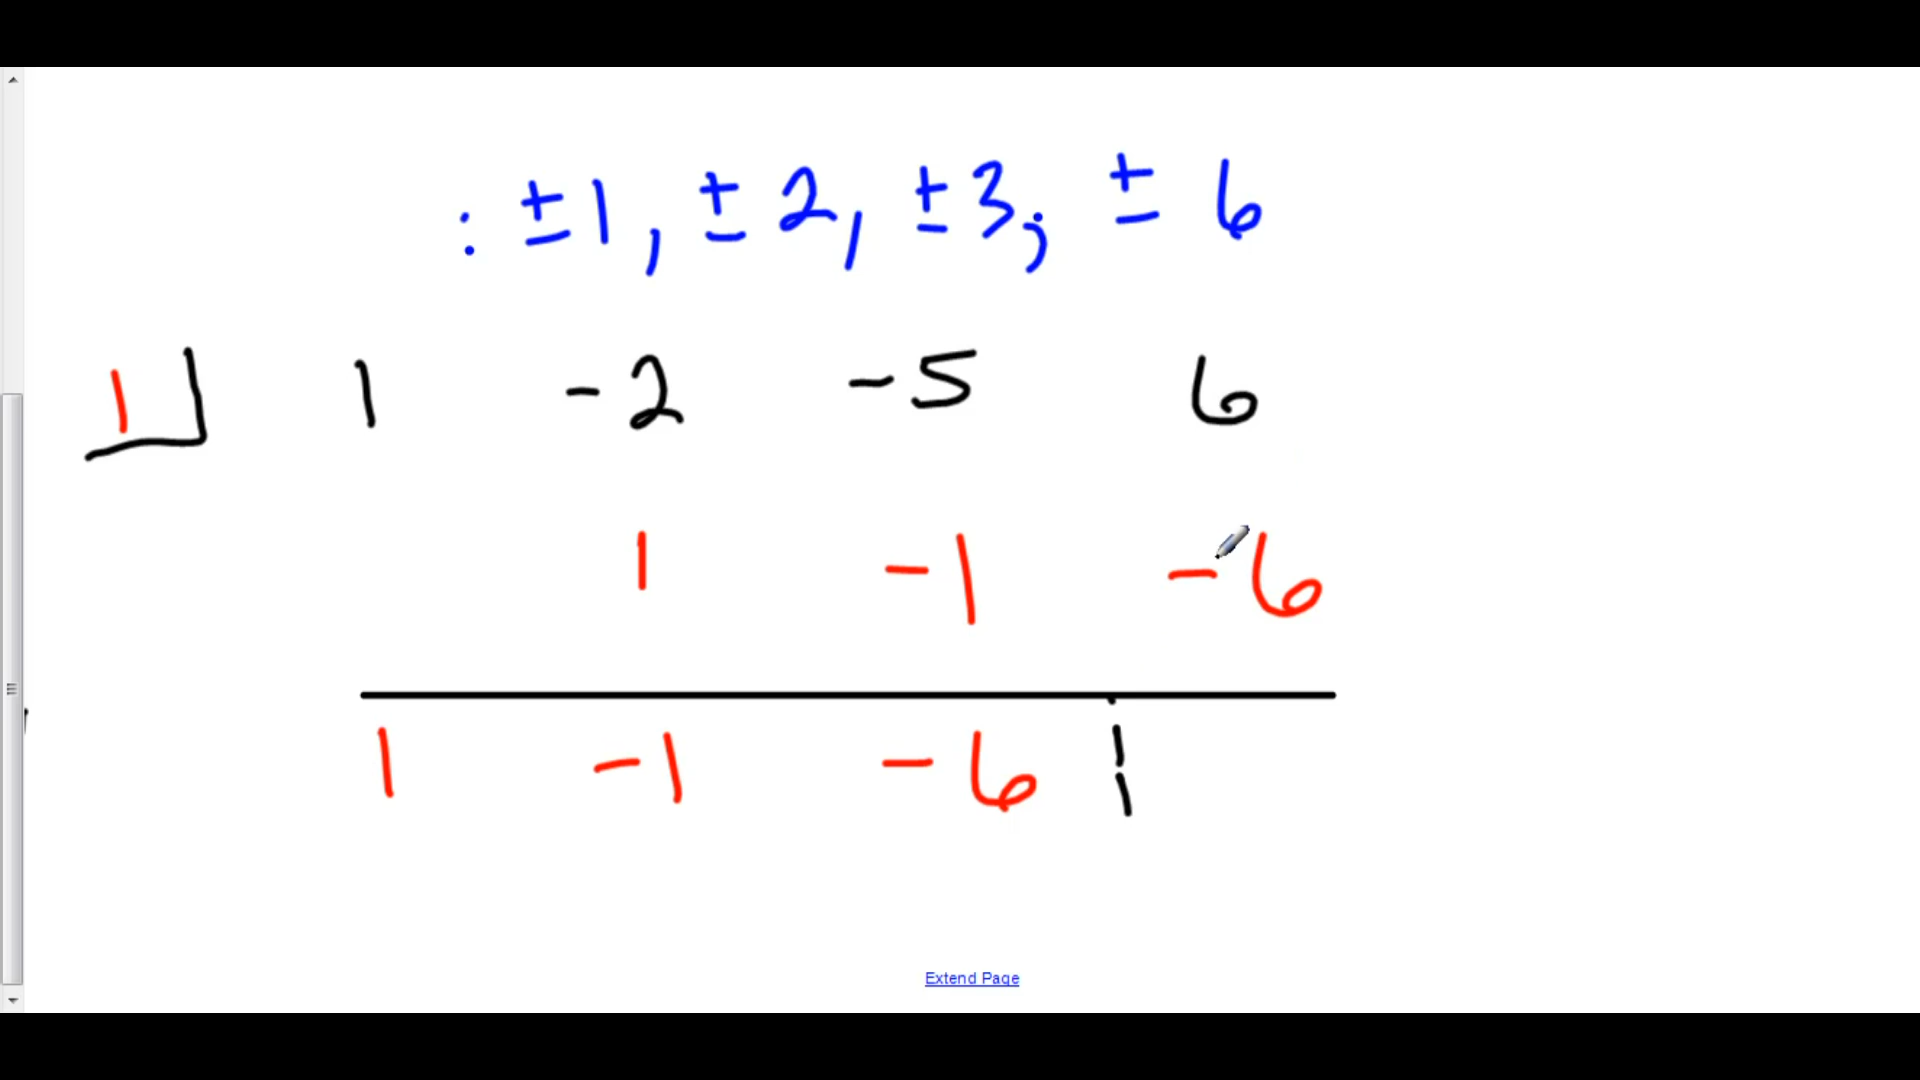 : ±1, ±2, ±3; ± 6
1 1 -2 -5 6
1 -1 -6
1 -1 -6
Extend Page